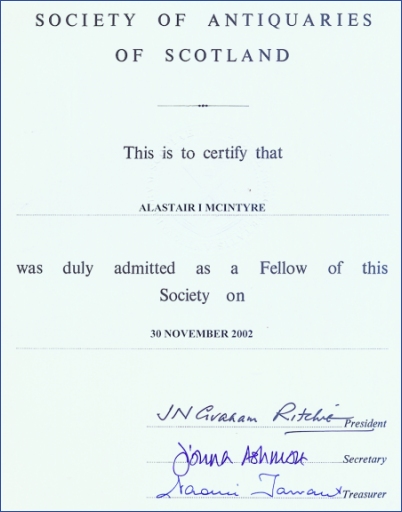 SOCIETY OF ANTIQUARIES
OF SCOTLAND
This is to certify that
ALASTAIR I MCINTYRE
was duly admitted as a Fellow of this
Society on
30 NOVEMBER 2002
JN Graham Ritchie President
Secretary
Treasurer